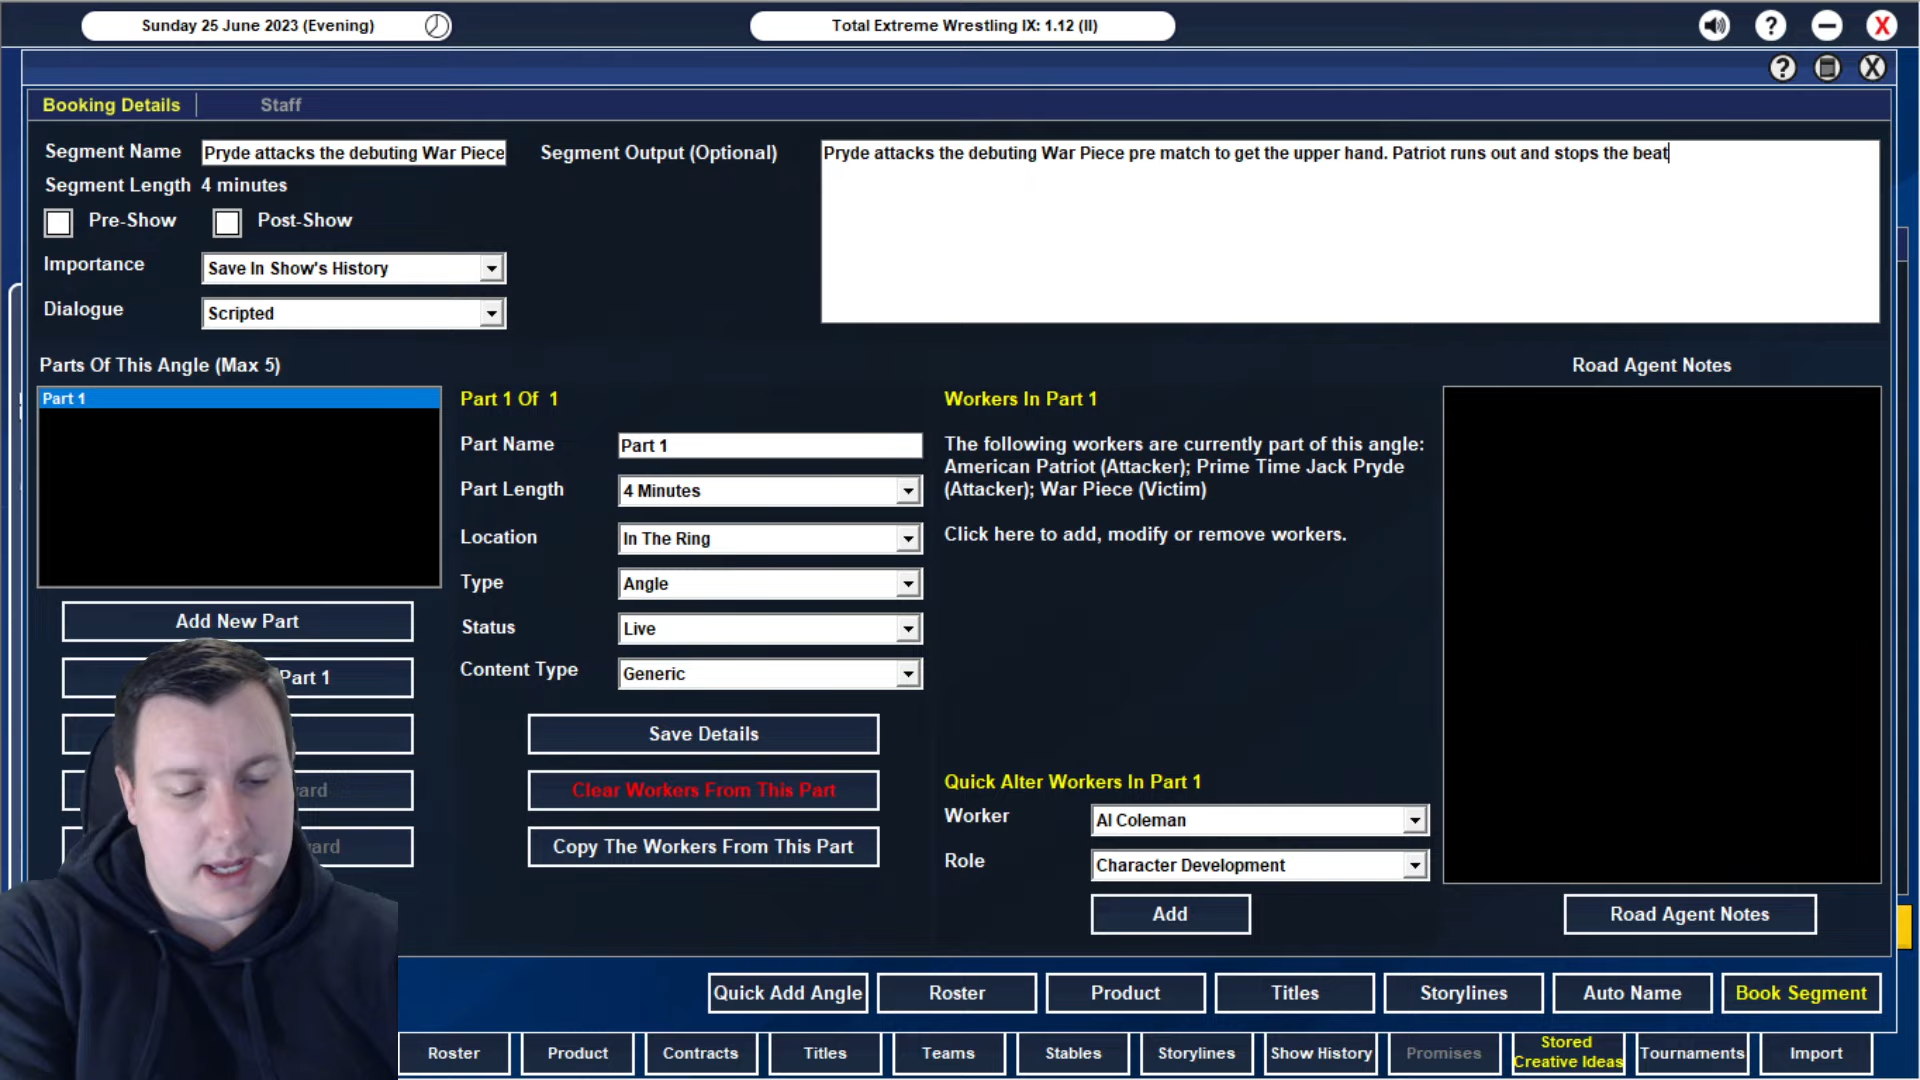 Sunday 25 June 2023 (Evening)
Total Extreme Wrestling IX: 1.12 (II)
Booking Details
Staff
Segment Name
Pryde attacks the debuting War Piece
Segment Output (Optional)
Pryde attacks the debuting War Piece pre match to get the upper hand. Patriot runs out and stops the beat
Segment Length 4 minutes
Pre-Show
Post-Show
Importance
Save In Show's History
Dialogue
Scripted
Parts Of This Angle (Max 5)
Road Agent Notes
Part 1
Part 1 Of 1
Workers In Part 1
Part Name
Part 1
The following workers are currently part of this angle:
American Patriot (Attacker); Prime Time Jack Pryde
(Attacker); War Piece (Victim)
Part Length
4 Minutes
Location
In The Ring
Click here to add, modify or remove workers.
Type
Angle
Status
Live
Content Type
Generic
Add New Part
Part 1
Save Details
Clear Workers From This Part
Copy The Workers From This Part
Quick Alter Workers In Part 1
Worker
Al Coleman
Role
Character Development
Add
Road Agent Notes
Quick Add Angle
Roster
Product
Titles
Storylines
Auto Name
Book Segment
Roster
Product
Contracts
Titles
Teams
Stables
Storylines
Show History
Promises
Stored
Creative Ideas
Tournaments
Import